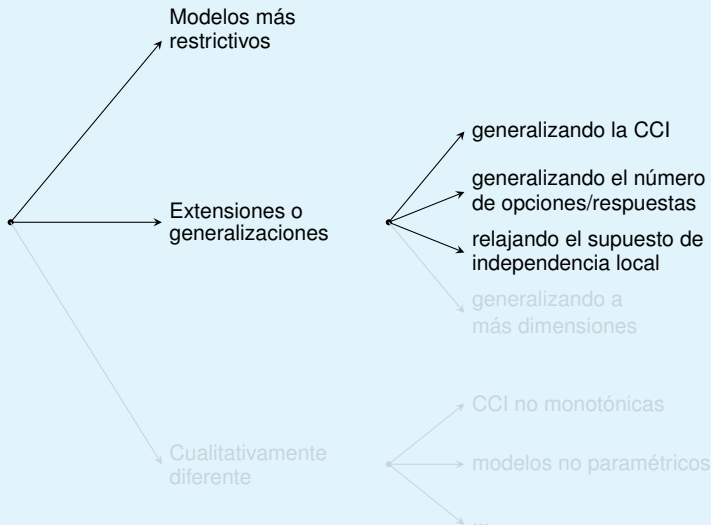 Modelos más
restrictivos
generalizando la CCI
generalizando el número
de opciones/respuestas
Extensiones o
generalizaciones
relajando el supuesto de
independencia local
generalizando a
más dimensiones
CCI no monotónicas
Cualitativamente
diferente
modelos no paramétricos
...